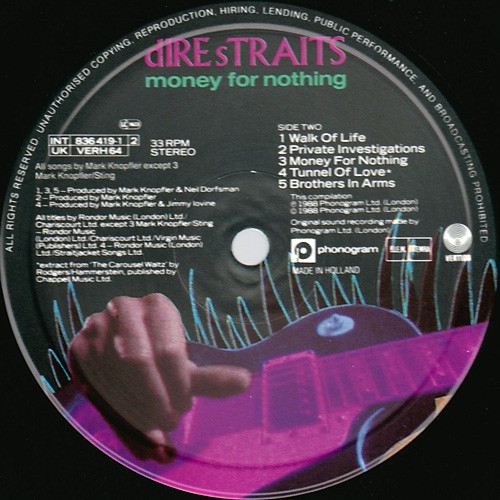 ALL RIGHTS RESERVED. UNAUTHORISED COPYING, REPRODUCTION, HIRING, LENDING, PUBLIC PERFORMANCE, AND BROADCASTING PROHIBITED
dIRE sTRAITS
money for nothing
INT 836 419-1 2
UK VERH 64
33 RPM
STEREO
All songs by Mark Knopfler except 3
Mark Knopfler/Sting
1, 3, 5 – Produced by Mark Knopfler & Neil Dorfsman
2 – Produced by Mark Knopfler
4 – Produced by Mark Knopfler & Jimmy Iovine
All titles by Rondor Music (London) Ltd./
Chariscourt Ltd. except 3 Mark Knopfler/Sting
– Rondor Music
(London) Ltd./Chariscourt Ltd./Virgin Music
(Publishers) Ltd. 4 – Rondor Music (London)
Ltd./Straitjacket Songs Ltd.
*extract from 'The Carousel Waltz' by
Rodgers/Hammerstein, published by
Chappel Music Ltd.
SIDE TWO
1 Walk Of Life
2 Private Investigations
3 Money For Nothing
4 Tunnel Of Love*
5 Brothers In Arms
This compilation
℗ 1988 Phonogram Ltd. (London)
© 1988 Phonogram Ltd. (London)
Original sound recording made by
Phonogram Ltd. (London)
phonogram
VERTIGO
MADE IN HOLLAND